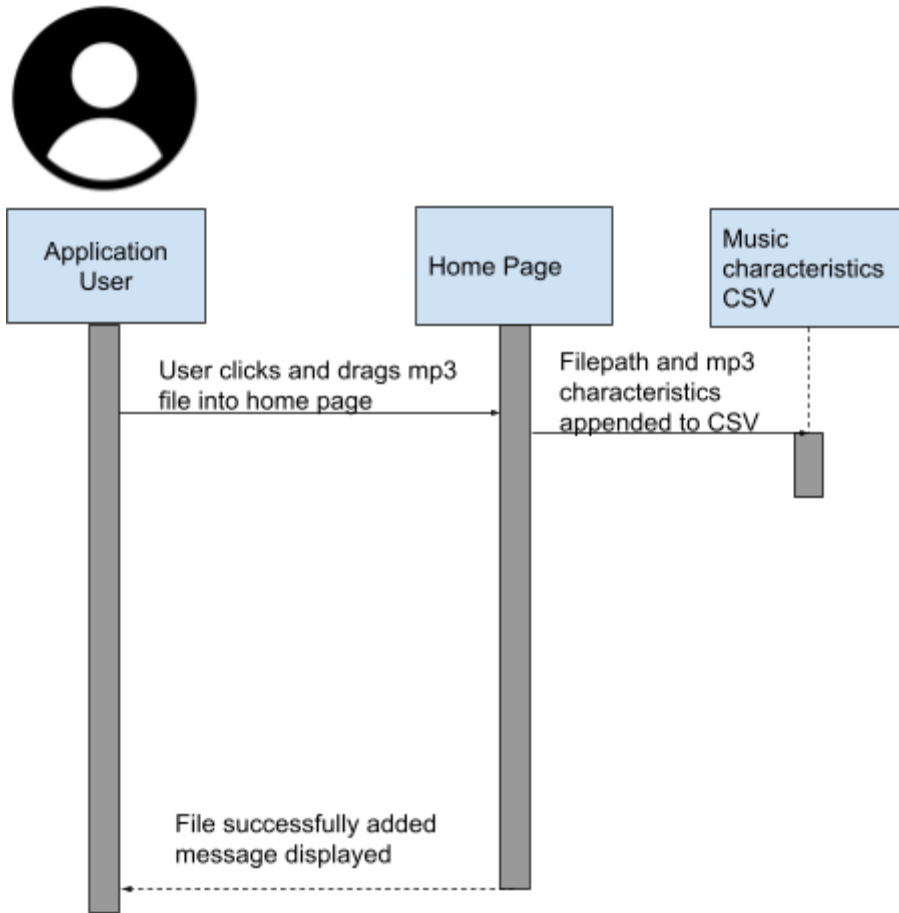 Application
User
Home Page
Music
characteristics
CSV
User clicks and drags mp3
file into home page
Filepath and mp3
characteristics
appended to CSV
File successfully added
message displayed